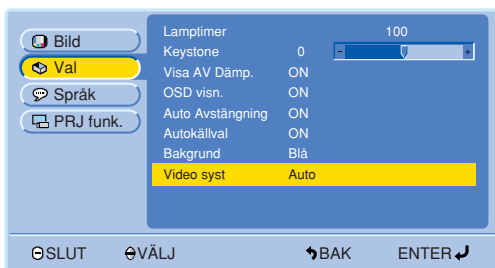 Bild
Val
Språk
PRJ funk.
Lamptimer 100
Keystone 0 - +
Visa AV Dämp. ON
OSD visn. ON
Auto Avstängning ON
Autokällval ON
Bakgrund Blå
Video syst Auto
SLUT VÄLJ BAK ENTER